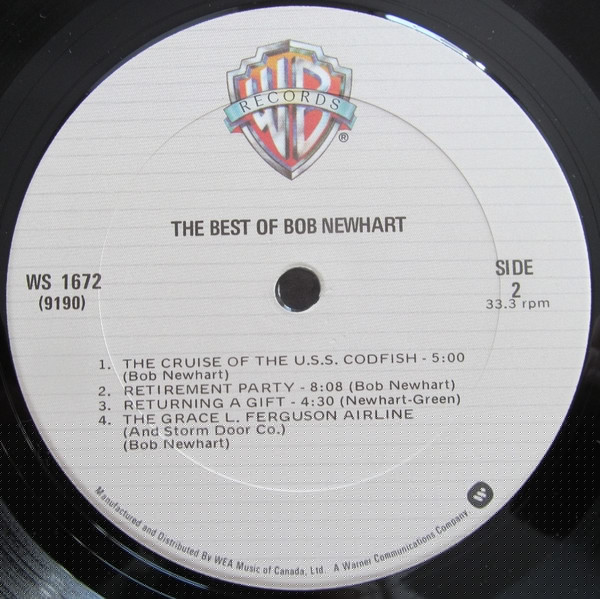 WB
RECORDS
®
THE BEST OF BOB NEWHART
WS 1672
(9190)
SIDE
2
33.3 rpm
1. THE CRUISE OF THE U.S.S. CODFISH - 5:00
(Bob Newhart)
2. RETIREMENT PARTY - 8:08 (Bob Newhart)
3. RETURNING A GIFT - 4:30 (Newhart-Green)
4. THE GRACE L. FERGUSON AIRLINE
(And Storm Door Co.)
(Bob Newhart)
Manufactured and Distributed By WEA Music of Canada, Ltd. A Warner Communications Company.